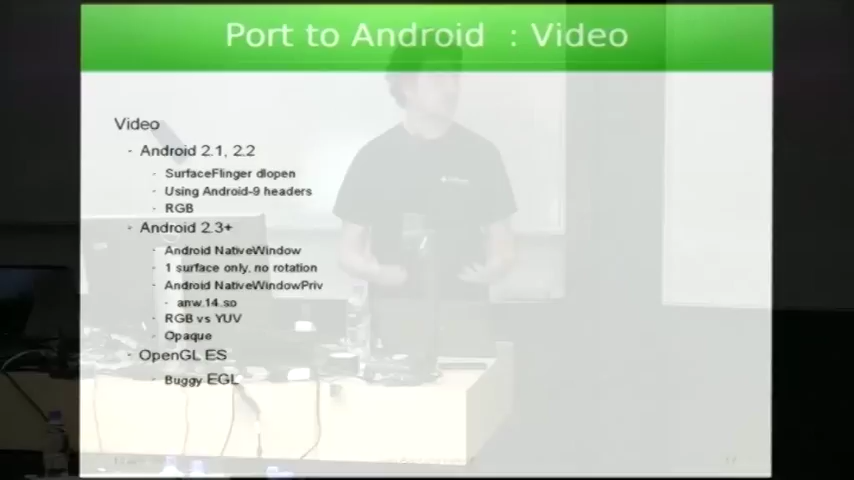 Port to Android : Video
Video
- Android 2.1, 2.2
- SurfaceFlinger dlopen
- Using Android-9 headers
- RGB
- Android 2.3+
- Android NativeWindow
- 1 surface only, no rotation
- Android NativeWindowPriv
- anw.14.so
- RGB vs YUV
- Opaque
- OpenGL ES
- Buggy EGL